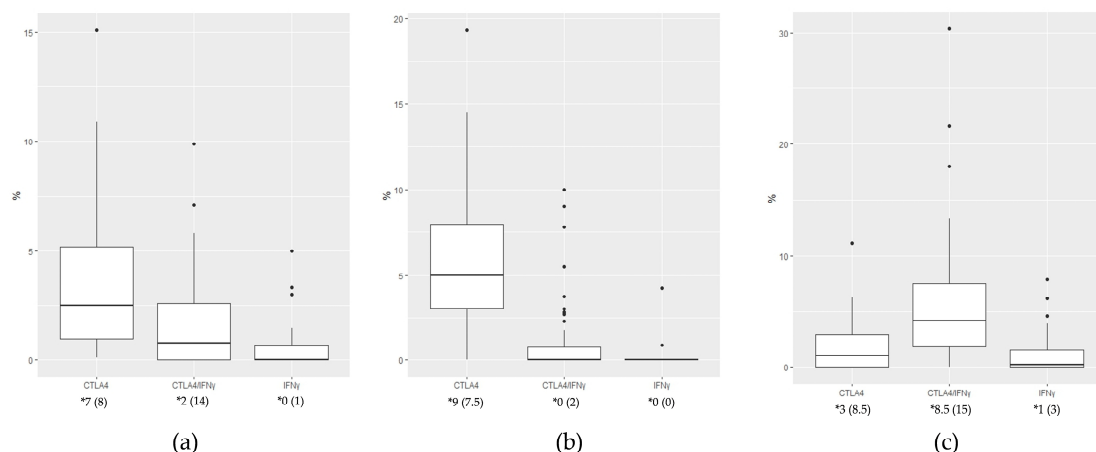 15
10
5
0
%
CTLA4 CTLA4/IFNγ IFNγ
*7 (8) *2 (14) *0 (1)
(a)
20
15
10
5
0
%
CTLA4 CTLA4/IFNγ IFNγ
*9 (7.5) *0 (2) *0 (0)
(b)
30
20
10
0
%
CTLA4 CTLA4/IFNγ IFNγ
*3 (8.5) *8.5 (15) *1 (3)
(c)